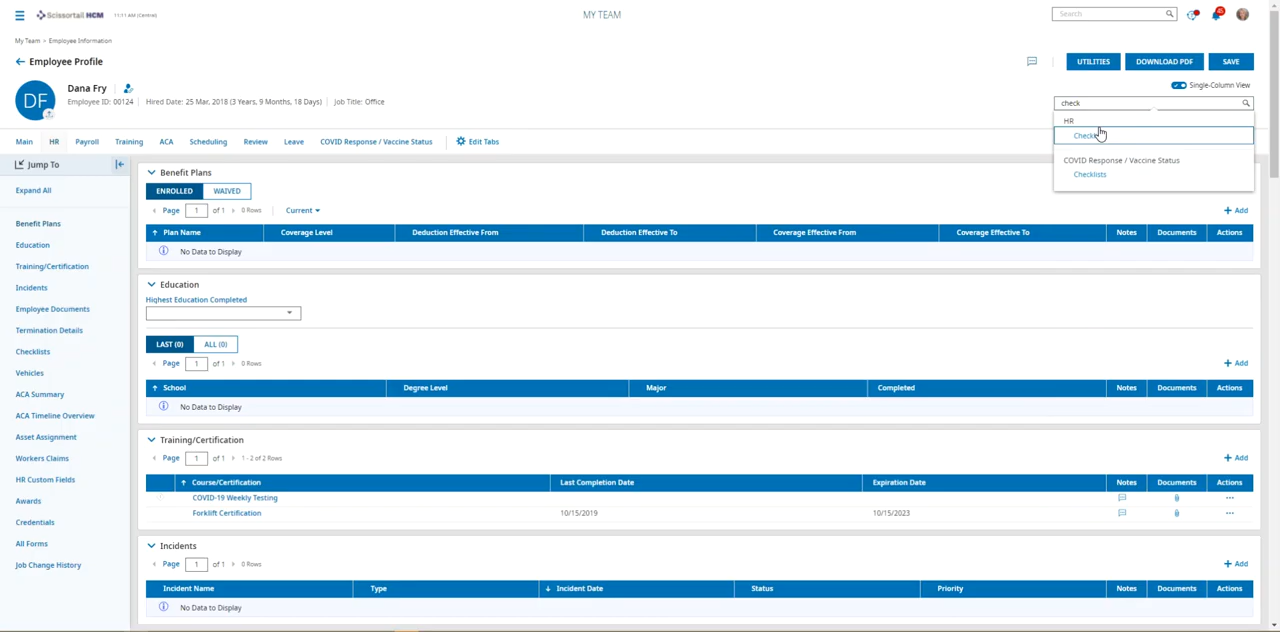 Scissortail HCM 11:11 AM (Central)
MY TEAM
Search
45
My Team > Employee Information
Employee Profile
UTILITIES DOWNLOAD PDF SAVE
DF
Dana Fry
Employee ID: 00124 Hired Date: 25 Mar, 2018 (3 Years, 9 Months, 18 Days) Job Title: Office
Single-Column View
check
HR
Check
COVID Response / Vaccine Status
Checklists
Main HR Payroll Training ACA Scheduling Review Leave COVID Response / Vaccine Status Edit Tabs
Jump To
Expand All
Benefit Plans
Education
Training/Certification
Incidents
Employee Documents
Termination Details
Checklists
Vehicles
ACA Summary
ACA Timeline Overview
Asset Assignment
Workers Claims
HR Custom Fields
Awards
Credentials
All Forms
Job Change History
Benefit Plans
ENROLLED WAIVED
Page 1 of 1 0 Rows Current
+ Add
Plan Name Coverage Level Deduction Effective From Deduction Effective To Coverage Effective From Coverage Effective To Notes Documents Actions
No Data to Display
Education
Highest Education Completed
LAST (0) ALL (0)
Page 1 of 1 0 Rows
+ Add
School Degree Level Major Completed Notes Documents Actions
No Data to Display
Training/Certification
Page 1 of 1 1 - 2 of 2 Rows
+ Add
Course/Certification Last Completion Date Expiration Date Notes Documents Actions
COVID-19 Weekly Testing
Forklift Certification 10/15/2019 10/15/2023
Incidents
Page 1 of 1 0 Rows
+ Add
Incident Name Type Incident Date Status Priority Notes Documents Actions
No Data to Display